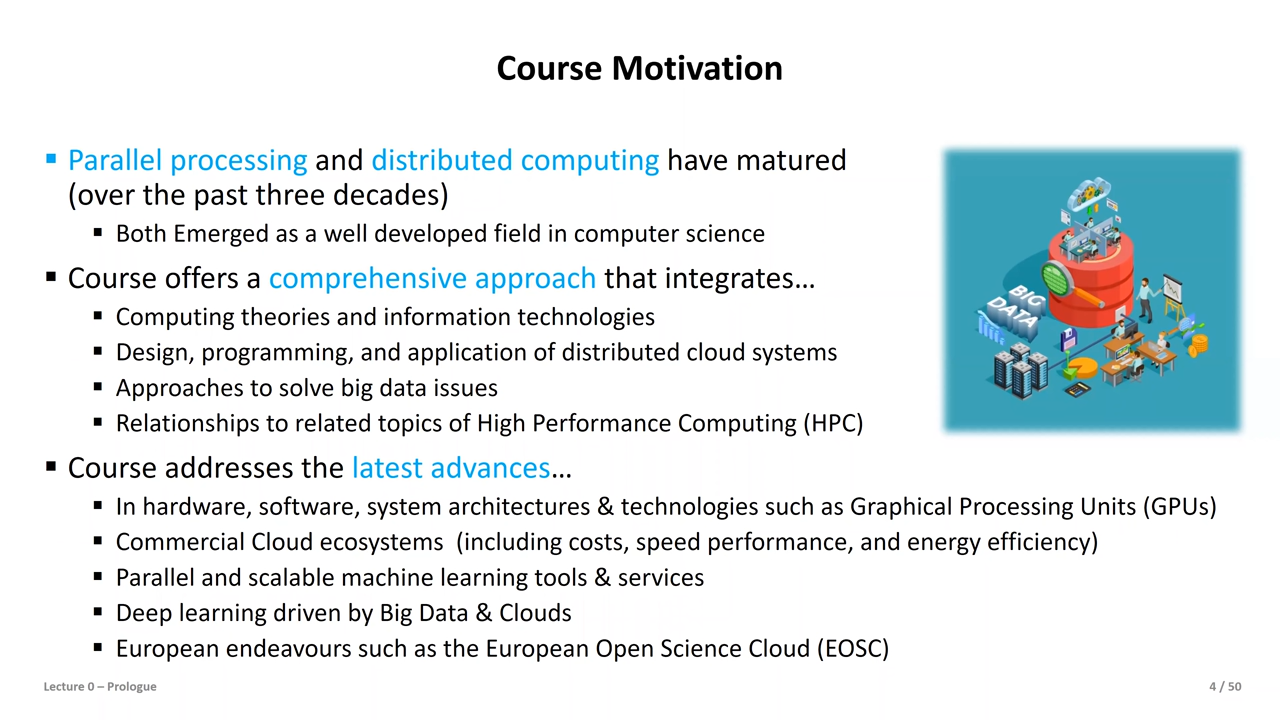 Course Motivation
▪ Parallel processing and distributed computing have matured
(over the past three decades)
▪ Both Emerged as a well developed field in computer science
▪ Course offers a comprehensive approach that integrates…
▪ Computing theories and information technologies
▪ Design, programming, and application of distributed cloud systems
▪ Approaches to solve big data issues
▪ Relationships to related topics of High Performance Computing (HPC)
▪ Course addresses the latest advances…
▪ In hardware, software, system architectures & technologies such as Graphical Processing Units (GPUs)
▪ Commercial Cloud ecosystems  (including costs, speed performance, and energy efficiency)
▪ Parallel and scalable machine learning tools & services
▪ Deep learning driven by Big Data & Clouds
▪ European endeavours such as the European Open Science Cloud (EOSC)
BIG
DATA
Lecture 0 – Prologue
4 / 50